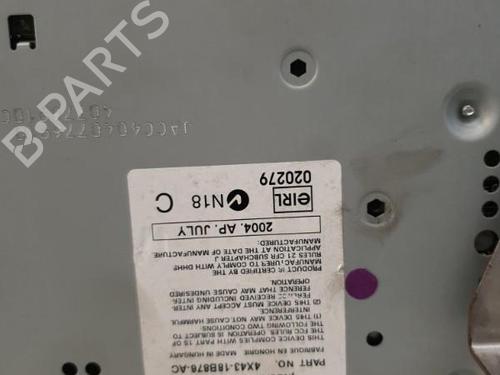 B-PARTS
PART NO. 4X43-18B876-AC
FABRIQUE EN HONGRIE MADE IN HUNGARY
THIS DEVICE COMPLIES WITH PART 15 OF
THE FCC RULES. OPERATION IS SUBJECT TO
THE FOLLOWING TWO CONDITIONS
(1) THIS DEVICE MAY NOT CAUSE HARMFUL
(2) THIS DEVICE MUST ACCEPT ANY INTER-
FERENCE RECEIVED INCLUDING INTER-
FERENCE THAT MAY CAUSE UNDESIRED
OPERATION.
PRODUCT IS CERTIFIED BY THE
MANUFACTURER TO COMPLY WITH DHHF
RULES 21 CFR SUBCHAPTER J
APPLICATION AT THE DATE OF MANUFACTURE
MANUFACTURED:
2004. AP. JULY
N18 C
eIRL
020279